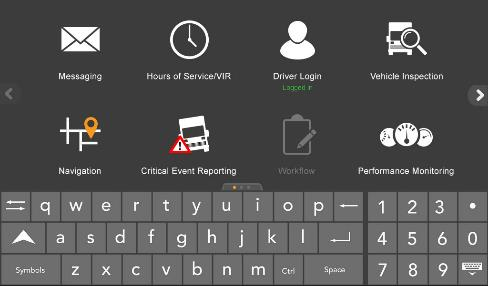 Messaging
Hours of Service/VIR
Driver Login
Logged in
Vehicle Inspection
Navigation
Critical Event Reporting
Workflow
Performance Monitoring
q w e r t y u i o p 1 2 3 •
a s d f g h j k l 4 5 6 0
Symbols z x c v b n m Ctrl Space 7 8 9